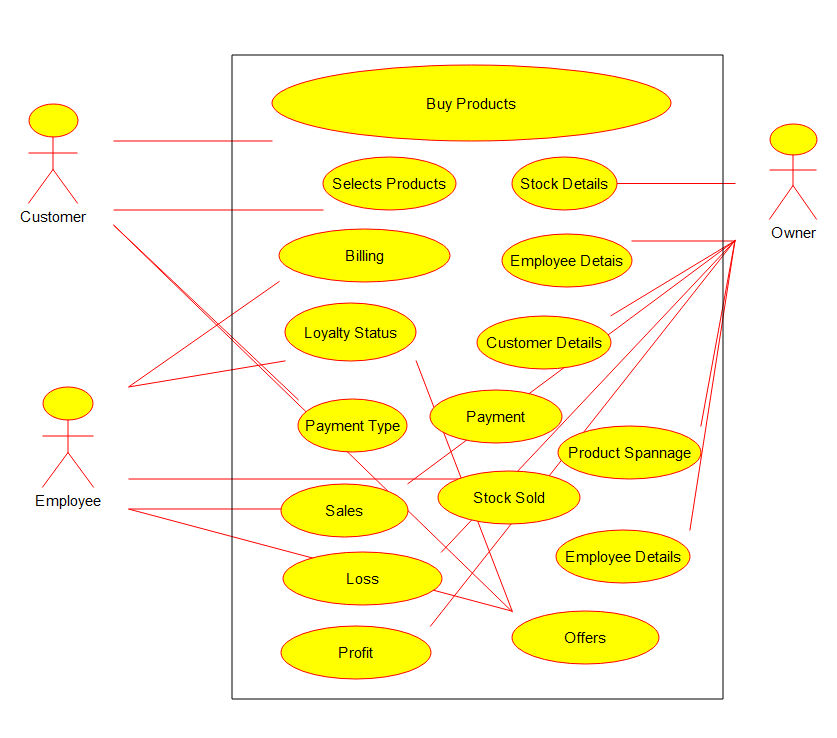 Buy Products
Customer
Selects Products
Stock Details
Owner
Billing
Employee Detais
Loyalty Status
Customer Details
Payment Type
Payment
Product Spannage
Employee
Sales
Stock Sold
Loss
Employee Details
Profit
Offers